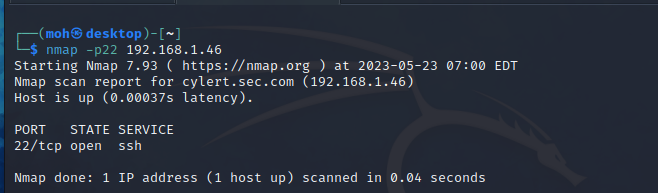 ┌──(moh㉿desktop)-[~]
└─$ nmap -p22 192.168.1.46
Starting Nmap 7.93 ( https://nmap.org ) at 2023-05-23 07:00 EDT
Nmap scan report for cylert.sec.com (192.168.1.46)
Host is up (0.00037s latency).
PORT   STATE SERVICE
22/tcp open  ssh
Nmap done: 1 IP address (1 host up) scanned in 0.04 seconds